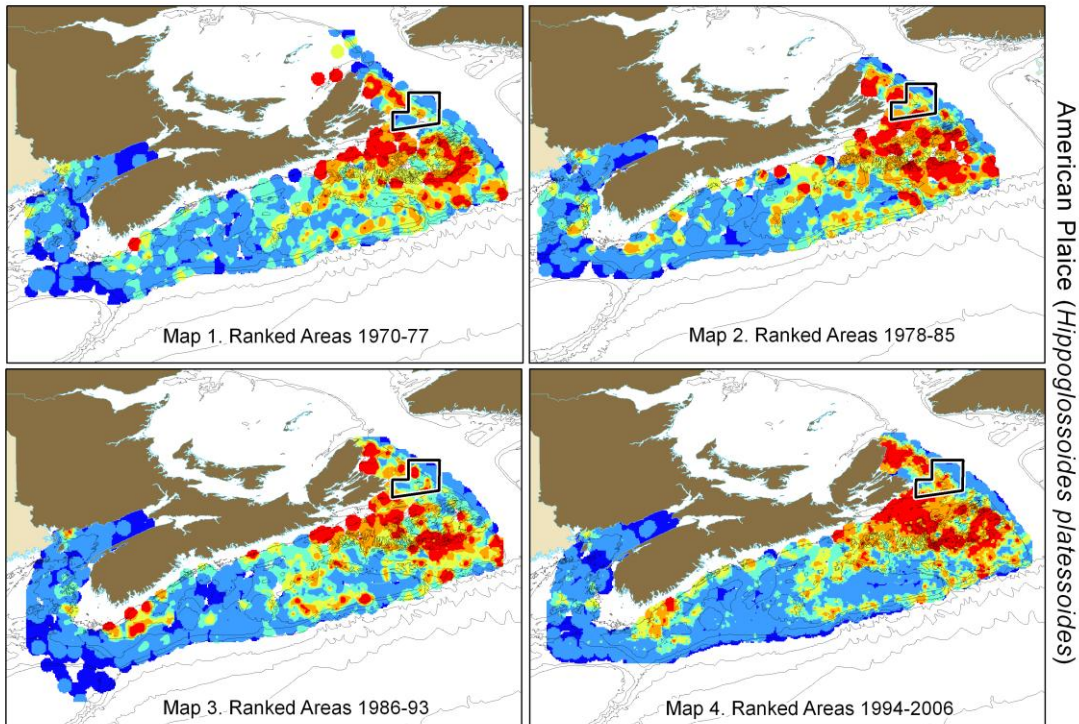 Map 1. Ranked Areas 1970-77
Map 2. Ranked Areas 1978-85
Map 3. Ranked Areas 1986-93
Map 4. Ranked Areas 1994-2006
American Plaice (Hippoglossoides platessoides)